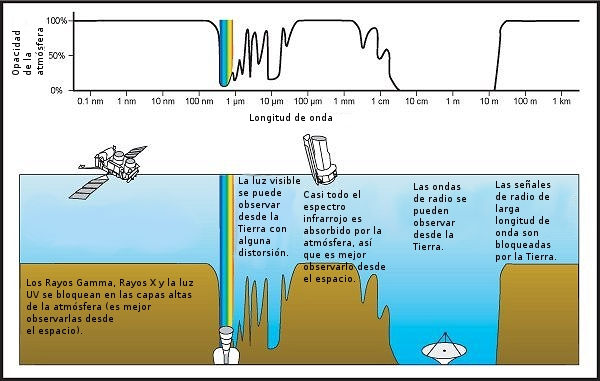 Opacidad
de la
atmósfera
100%
50%
0%
0.1 nm 1 nm 10 nm 100 nm 1 µm 10 µm 100 µm 1 mm 1 cm 10 cm 1 m 10 m 100 m 1 km
Longitud de onda
La luz visible
se puede
observar
desde la
Tierra con
alguna
distorsión.
Casi todo el
espectro
infrarrojo es
absorbido por la
atmósfera, así
que es mejor
observarlo desde
el espacio.
Las ondas
de radio se
pueden
observar
desde la
Tierra.
Las señales
de radio de
larga
longitud de
onda son
bloqueadas
por la Tierra.
Los Rayos Gamma, Rayos X y la luz
UV se bloquean en las capas altas
de la atmósfera (es mejor
observarlas desde
el espacio).